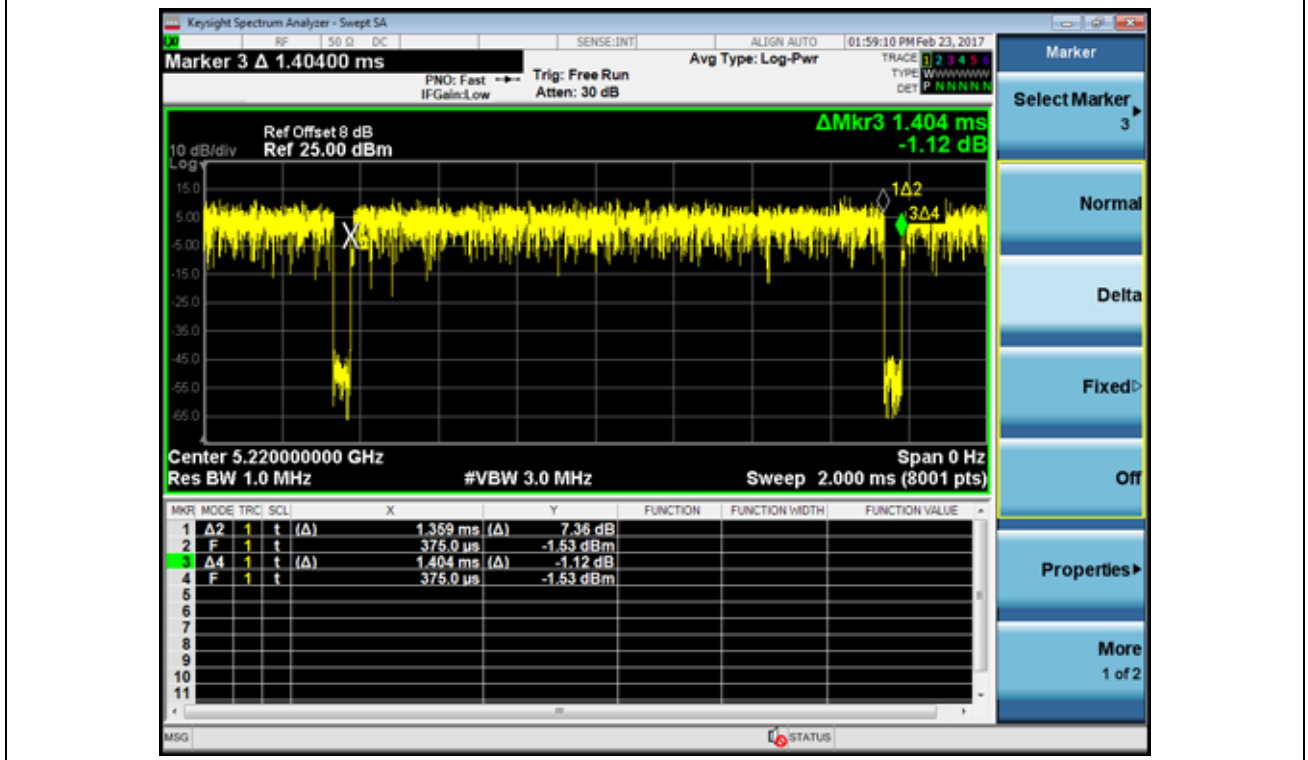 Keysight Spectrum Analyzer - Swept SA
RF 50 Ω DC SENSE:INT ALIGN AUTO 01:59:10 PM Feb 23, 2017
Marker 3 Δ 1.40400 ms
PNO: Fast
IFGain:Low
Trig: Free Run
Atten: 30 dB
Avg Type: Log-Pwr
TRACE 1 2 3 4 5 6
TYPE WWWWWW
DET P N N N N N
ΔMkr3 1.404 ms
-1.12 dB
Ref Offset 8 dB
10 dB/div Ref 25.00 dBm
Log
15.0
5.00
-5.00
-15.0
-25.0
-35.0
-45.0
-55.0
-65.0
1Δ2
3Δ4
X
Center 5.220000000 GHz Span 0 Hz
Res BW 1.0 MHz #VBW 3.0 MHz Sweep 2.000 ms (8001 pts)
MKR MODE TRC SCL X Y FUNCTION FUNCTION WIDTH FUNCTION VALUE
1 Δ2 1 t (Δ) 1.359 ms (Δ) 7.36 dB
2 F 1 t 375.0 µs -1.53 dBm
3 Δ4 1 t (Δ) 1.404 ms (Δ) -1.12 dB
4 F 1 t 375.0 µs -1.53 dBm
5
6
7
8
9
10
11
MSG STATUS
Marker
Select Marker
3
Normal
Delta
Fixed
Off
Properties
More
1 of 2